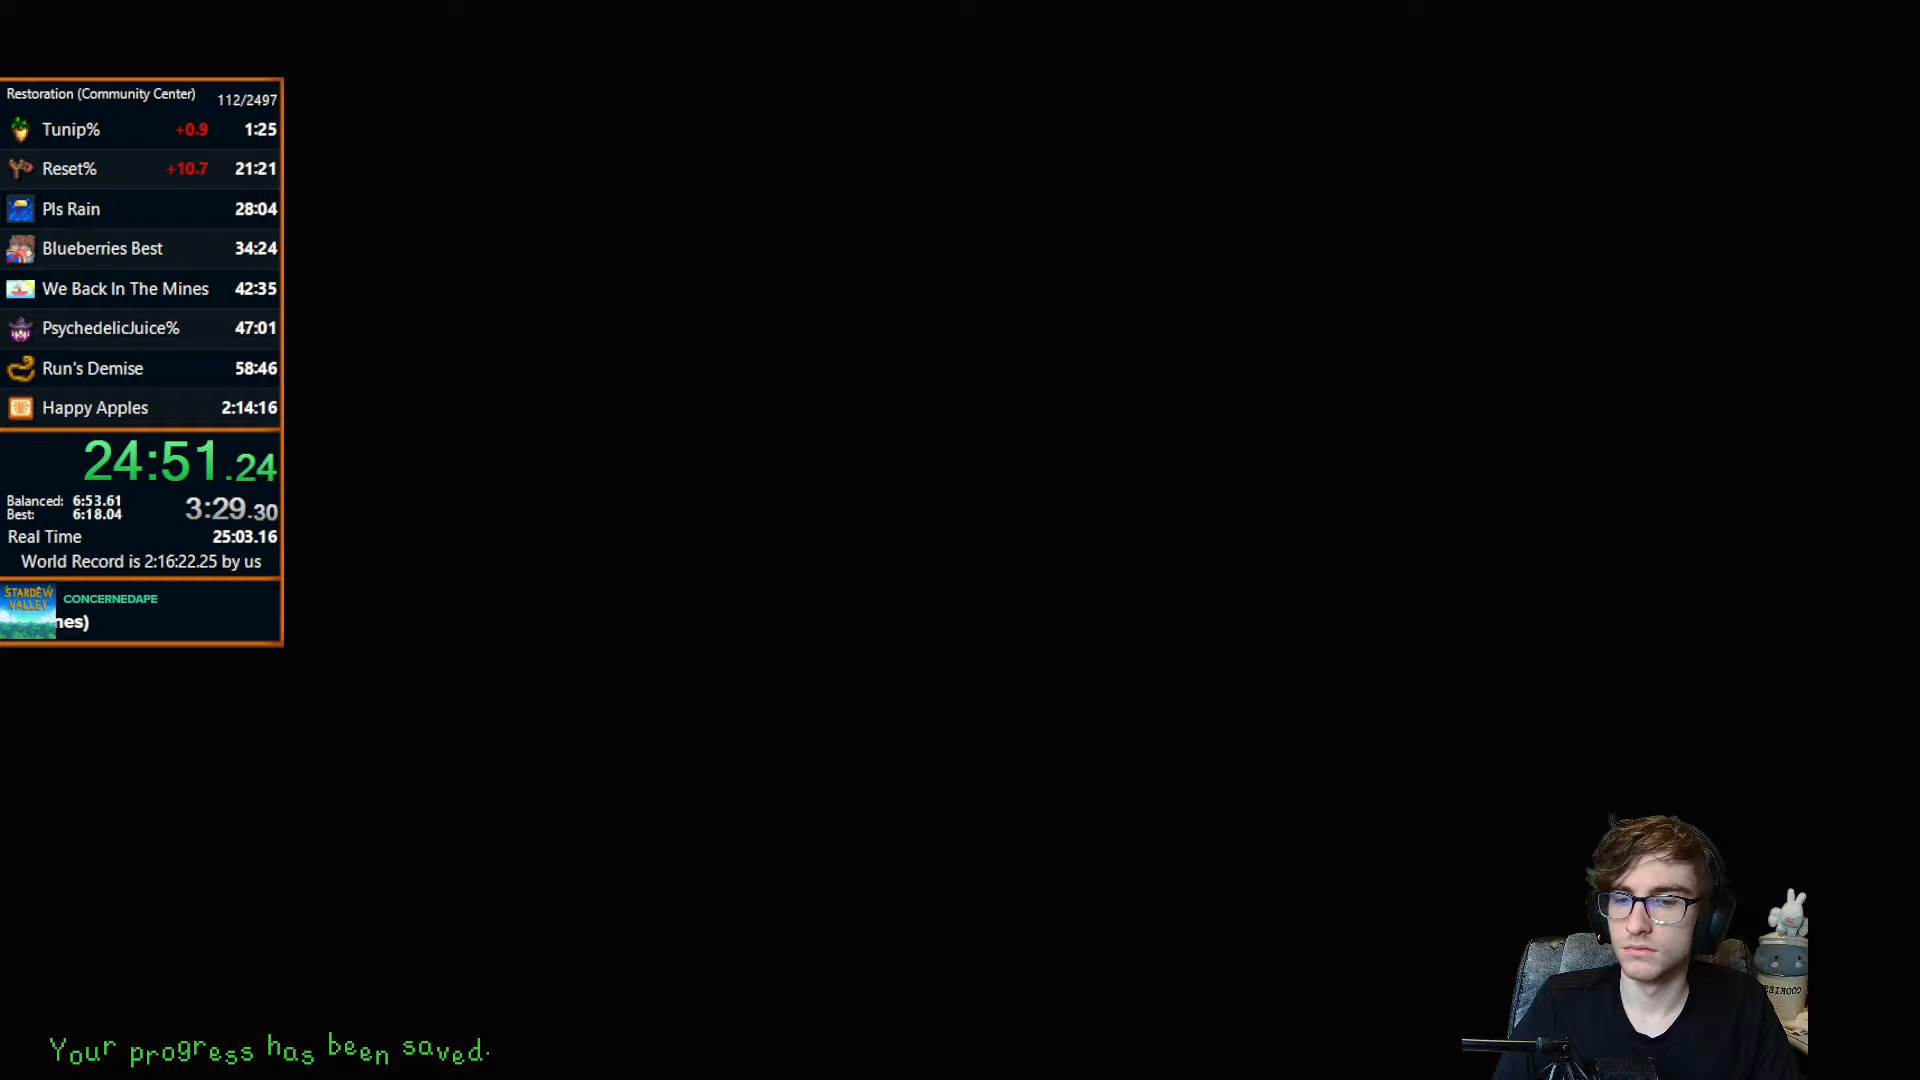 Restoration (Community Center) 112/2497
Tunip% +0.9 1:25
Reset% +10.7 21:21
Pls Rain 28:04
Blueberries Best 34:24
We Back In The Mines 42:35
PsychedelicJuice% 47:01
Run's Demise 58:46
Happy Apples 2:14:16
24:51.24
Balanced: 6:53.61
Best: 6:18.04
3:29.30
Real Time 25:03.16
World Record is 2:16:22.25 by us
STARDEW VALLEY
CONCERNEDAPE
nes)
COOKIES
Your progress has been saved.